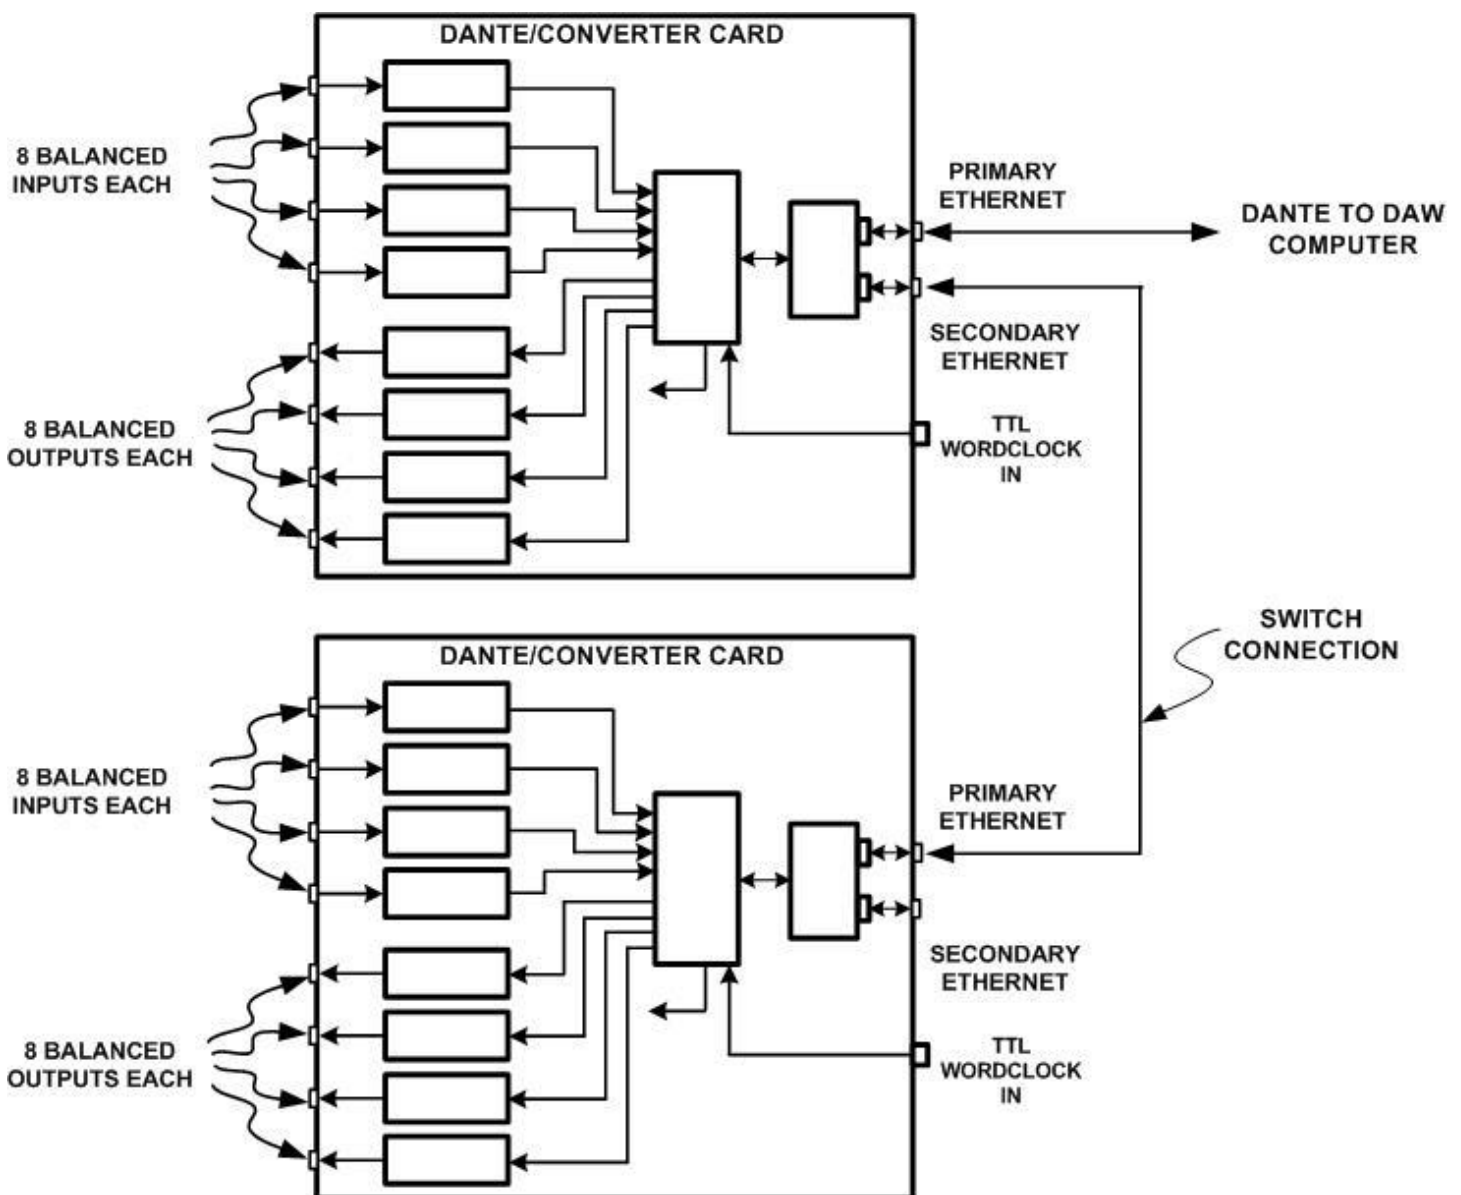 DANTE/CONVERTER CARD
8 BALANCED
INPUTS EACH
PRIMARY
ETHERNET
DANTE TO DAW
COMPUTER
SECONDARY
ETHERNET
8 BALANCED
OUTPUTS EACH
TTL
WORDCLOCK
IN
SWITCH
CONNECTION
DANTE/CONVERTER CARD
8 BALANCED
INPUTS EACH
PRIMARY
ETHERNET
SECONDARY
ETHERNET
8 BALANCED
OUTPUTS EACH
TTL
WORDCLOCK
IN